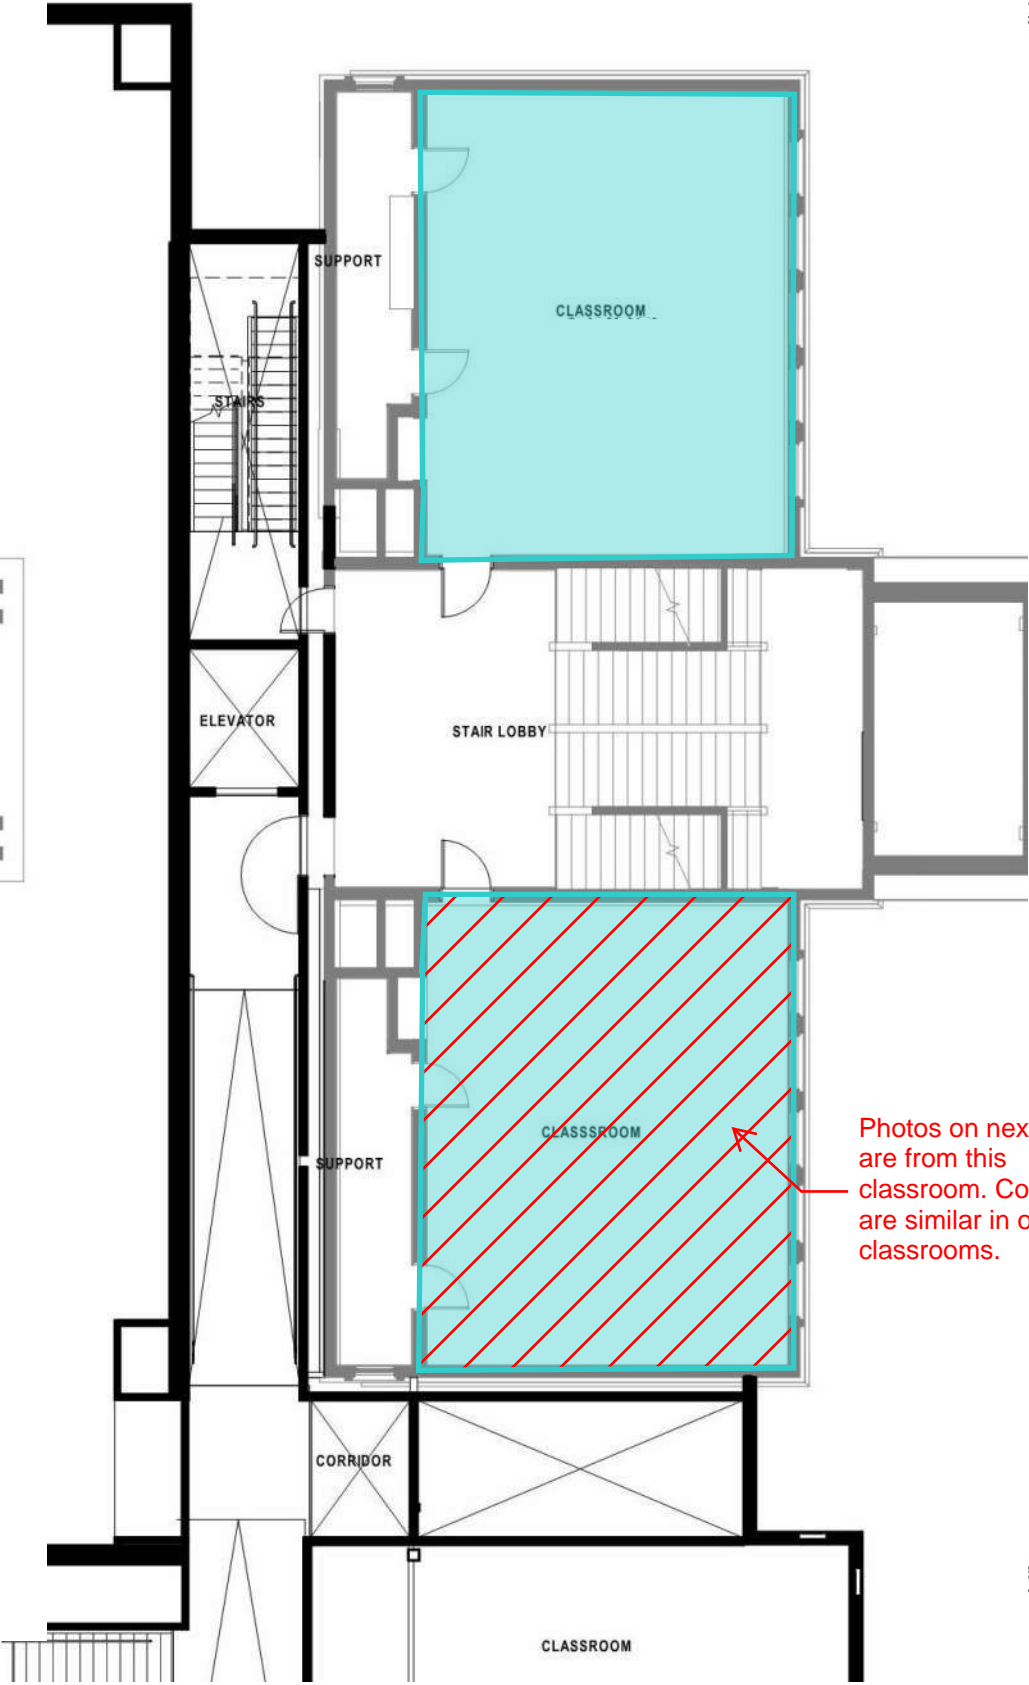 SUPPORT
CLASSROOM
STAIRS
ELEVATOR
STAIR LOBBY
CLASSSROOM
SUPPORT
Photos on nex
are from this
classroom. Co
are similar in o
classrooms.
CORRIDOR
CLASSROOM